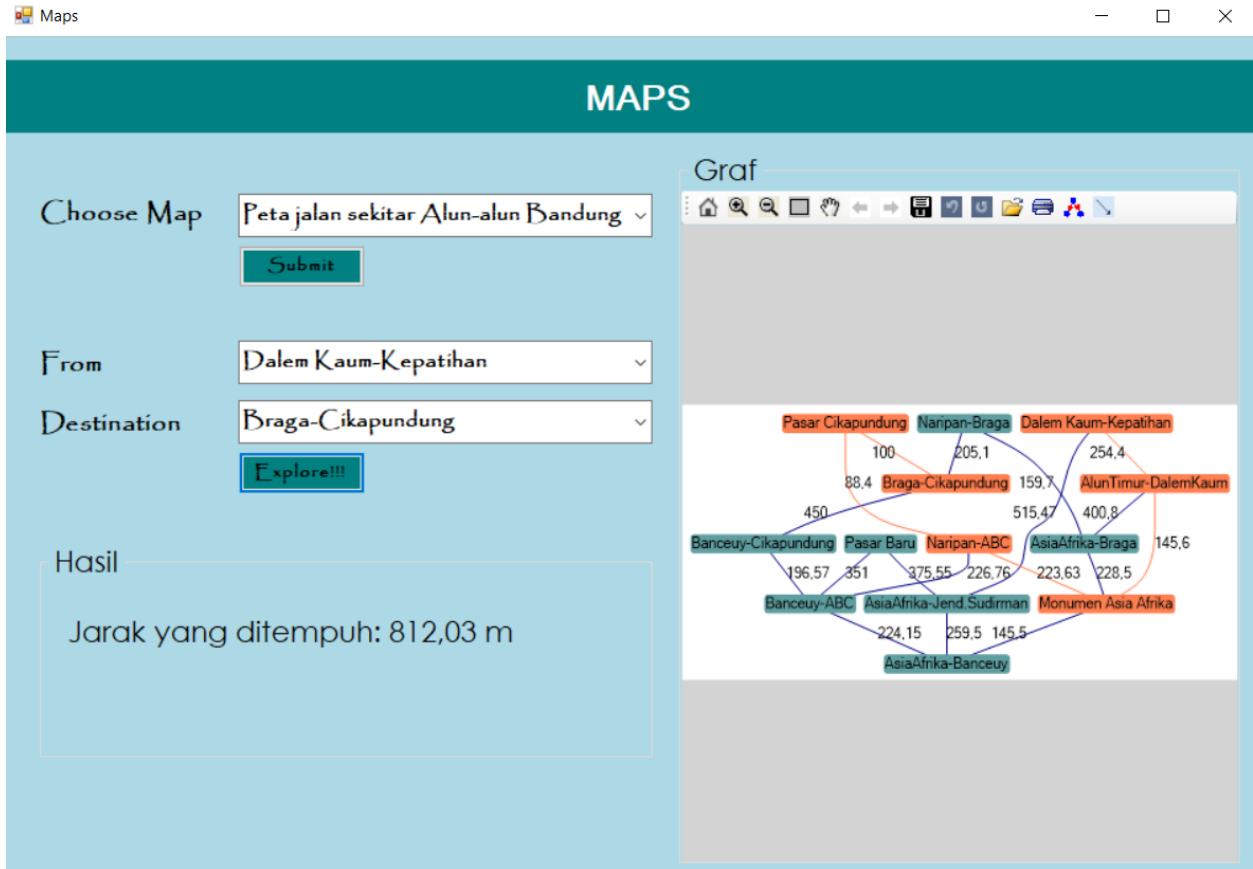 Maps
MAPS
Choose Map
Peta jalan sekitar Alun-alun Bandung
Submit
From
Dalem Kaum-Kepatihan
Destination
Braga-Cikapundung
Explore!!!
Hasil
Jarak yang ditempuh: 812,03 m
Graf
Pasar Cikapundung Naripan-Braga Dalem Kaum-Kepatihan
100 205,1 254,4
88,4 Braga-Cikapundung 159,7 AlunTimur-DalemKaum
450 515,47 400,8
Banceuy-Cikapundung Pasar Baru Naripan-ABC AsiaAfrika-Braga 145,6
196,57 351 375,55 226,76 223,63 228,5
Banceuy-ABC AsiaAfrika-Jend.Sudirman Monumen Asia Afrika
224,15 259,5 145,5
AsiaAfrika-Banceuy